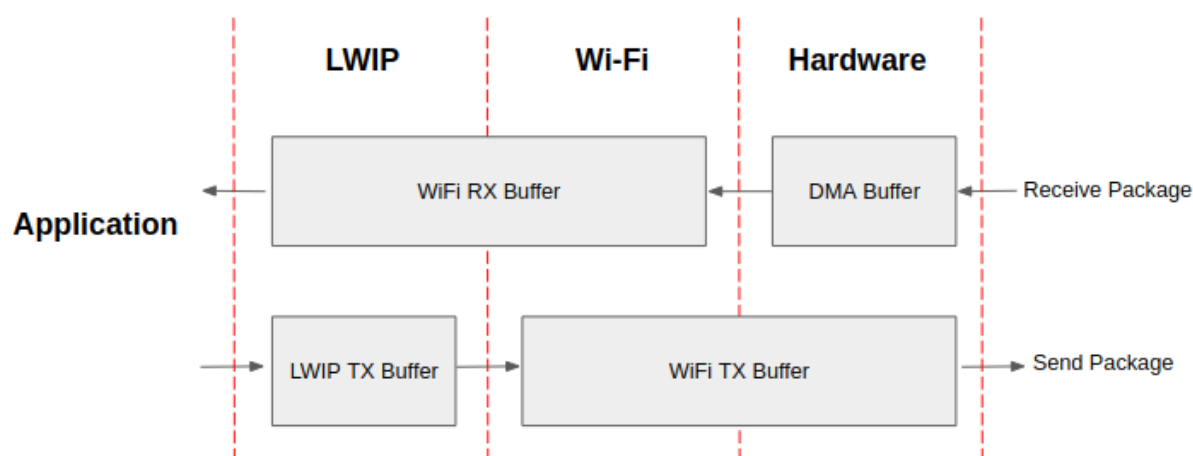 LWIP
Wi-Fi
Hardware
WiFi RX Buffer
DMA Buffer
Receive Package
Application
LWIP TX Buffer
WiFi TX Buffer
Send Package